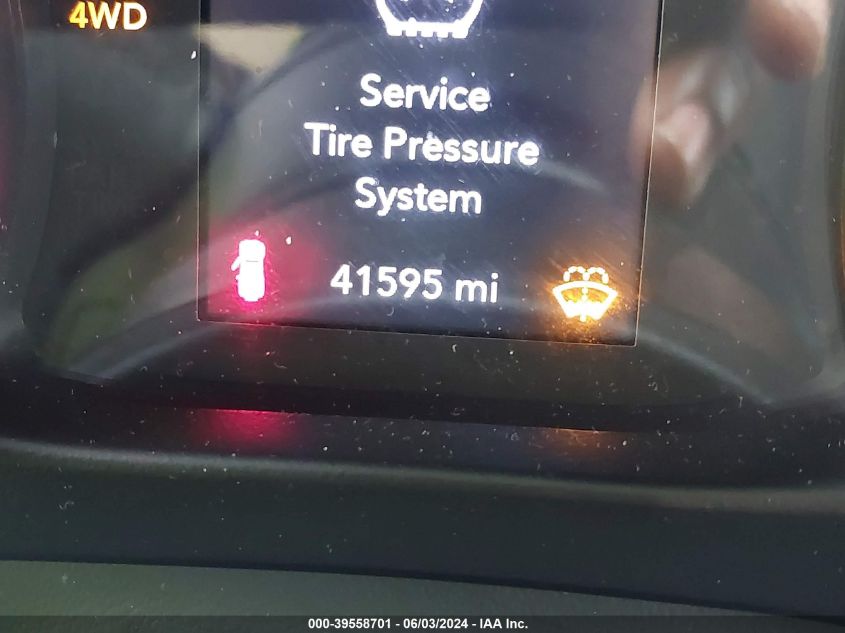 4WD
Service
Tire Pressure
System
41595 mi
000-39558701 - 06/03/2024 - IAA Inc.